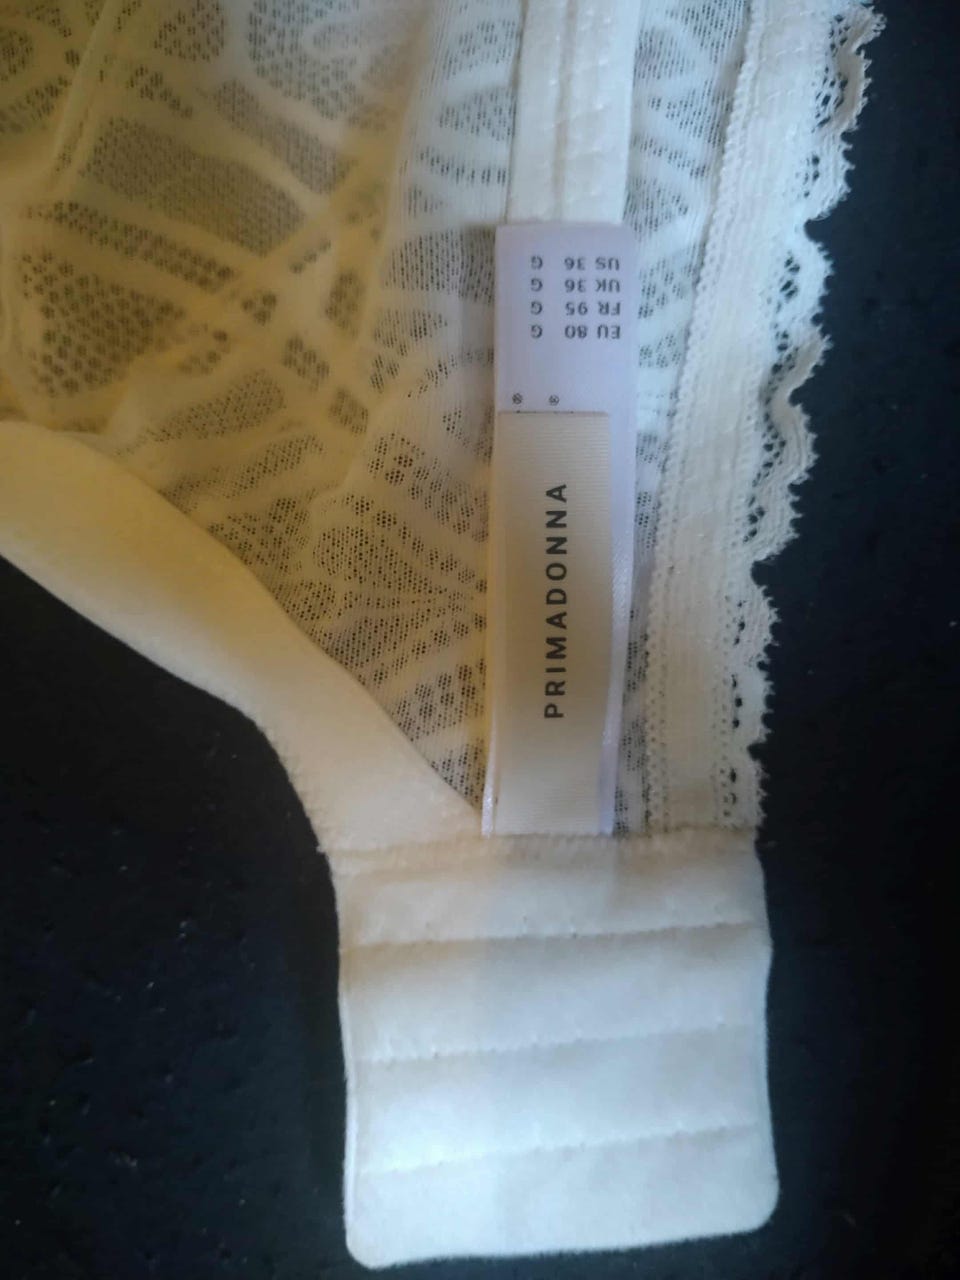 EU 80 G
FR 95 G
UK 36 G
US 36 G
® ®
PRIMADONNA